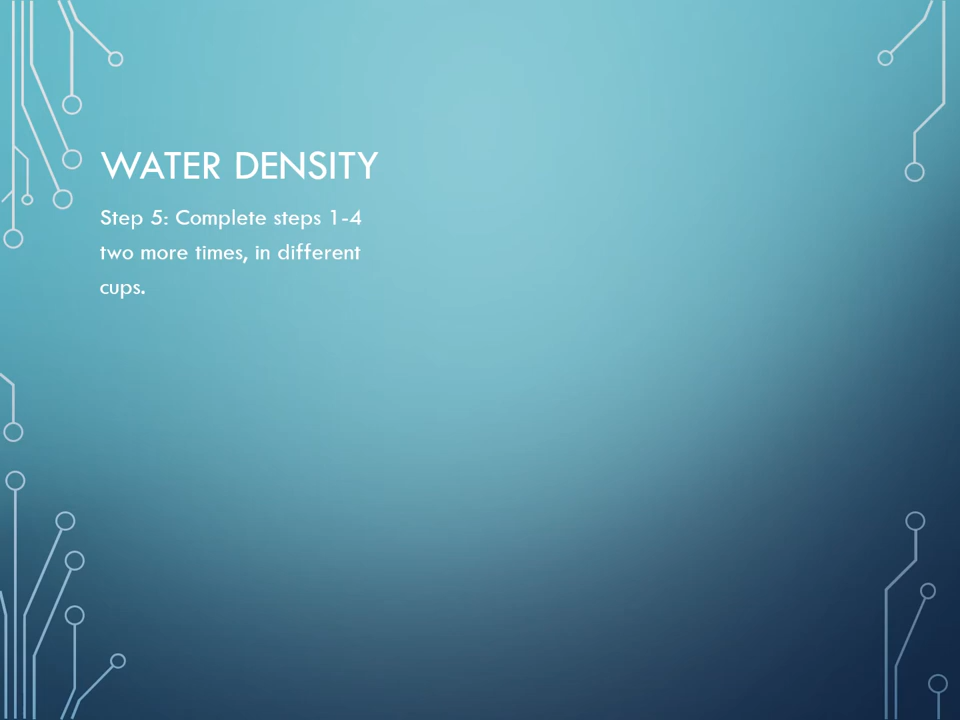 WATER DENSITY
Step 5: Complete steps 1-4
two more times, in different
cups.